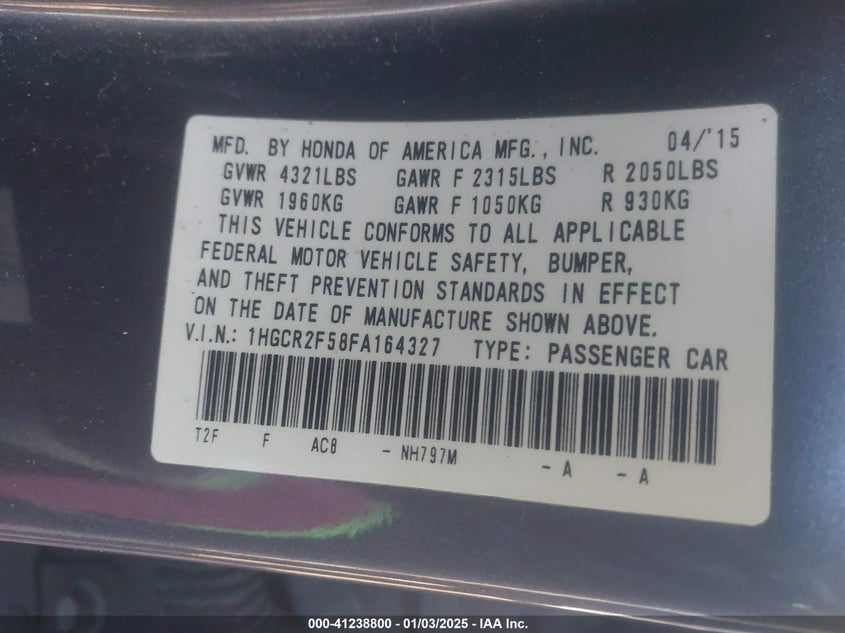 MFD. BY HONDA OF AMERICA MFG., INC. 04/'15
GVWR 4321LBS GAWR F 2315LBS R 2050LBS
GVWR 1960KG GAWR F 1050KG R 930KG
THIS VEHICLE CONFORMS TO ALL APPLICABLE
FEDERAL MOTOR VEHICLE SAFETY, BUMPER,
AND THEFT PREVENTION STANDARDS IN EFFECT
ON THE DATE OF MANUFACTURE SHOWN ABOVE.
V.I.N.: 1HGCR2F58FA164327 TYPE: PASSENGER CAR
T2F F AC8 - NH797M - A - A
000-41238800 - 01/03/2025 - IAA Inc.